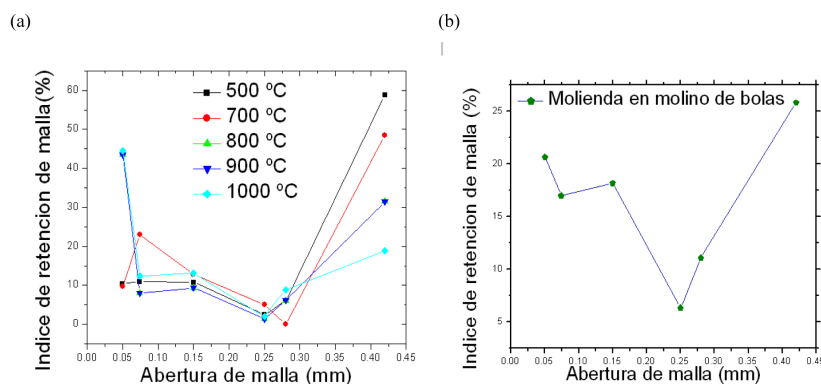 (a)
(b)
Indice de retencion de malla(%)
60
50
40
30
20
10
0
500 ºC
700 ºC
800 ºC
900 ºC
1000 ºC
0.00 0.05 0.10 0.15 0.20 0.25 0.30 0.35 0.40 0.45
Abertura de malla (mm)
Indice de retencion de malla (%)
25
20
15
10
5
Molienda en molino de bolas
0.00 0.05 0.10 0.15 0.20 0.25 0.30 0.35 0.40 0.45
Abertura de malla (mm)